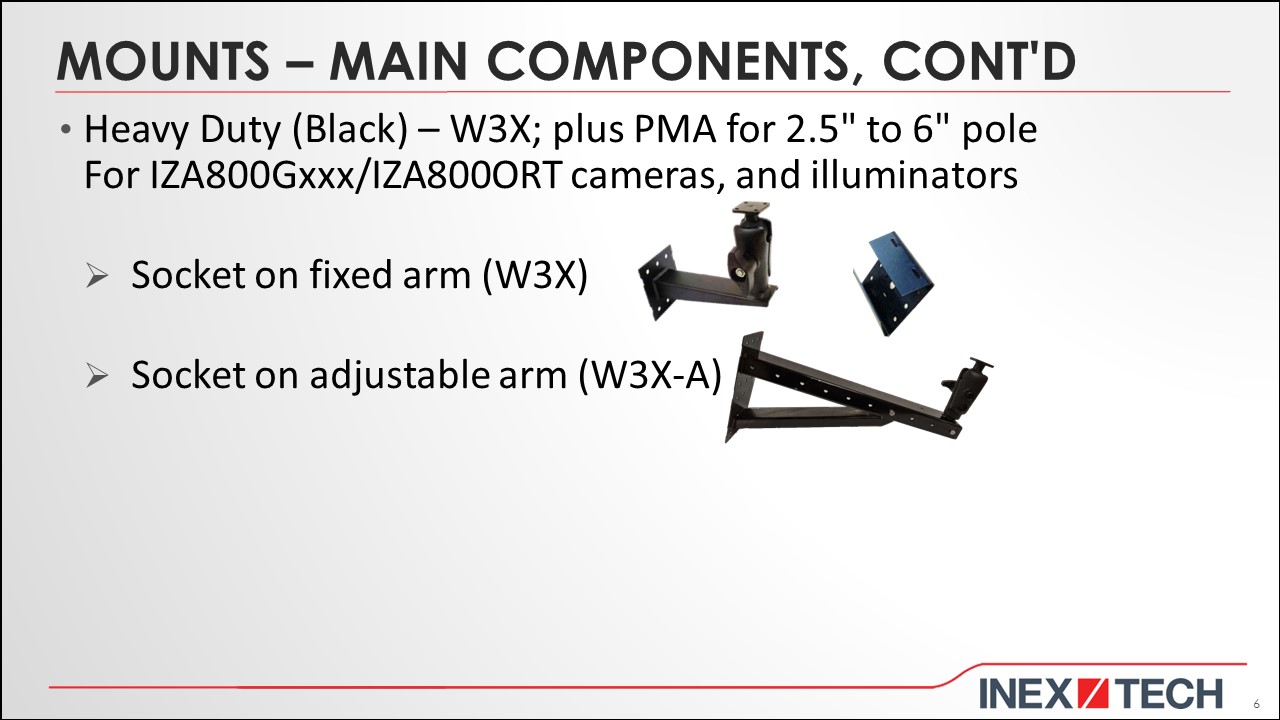 MOUNTS – MAIN COMPONENTS, CONT'D
• Heavy Duty (Black) – W3X; plus PMA for 2.5" to 6" pole
For IZA800Gxxx/IZA800ORT cameras, and illuminators
➢ Socket on fixed arm (W3X)
➢ Socket on adjustable arm (W3X-A)
INEX TECH
6